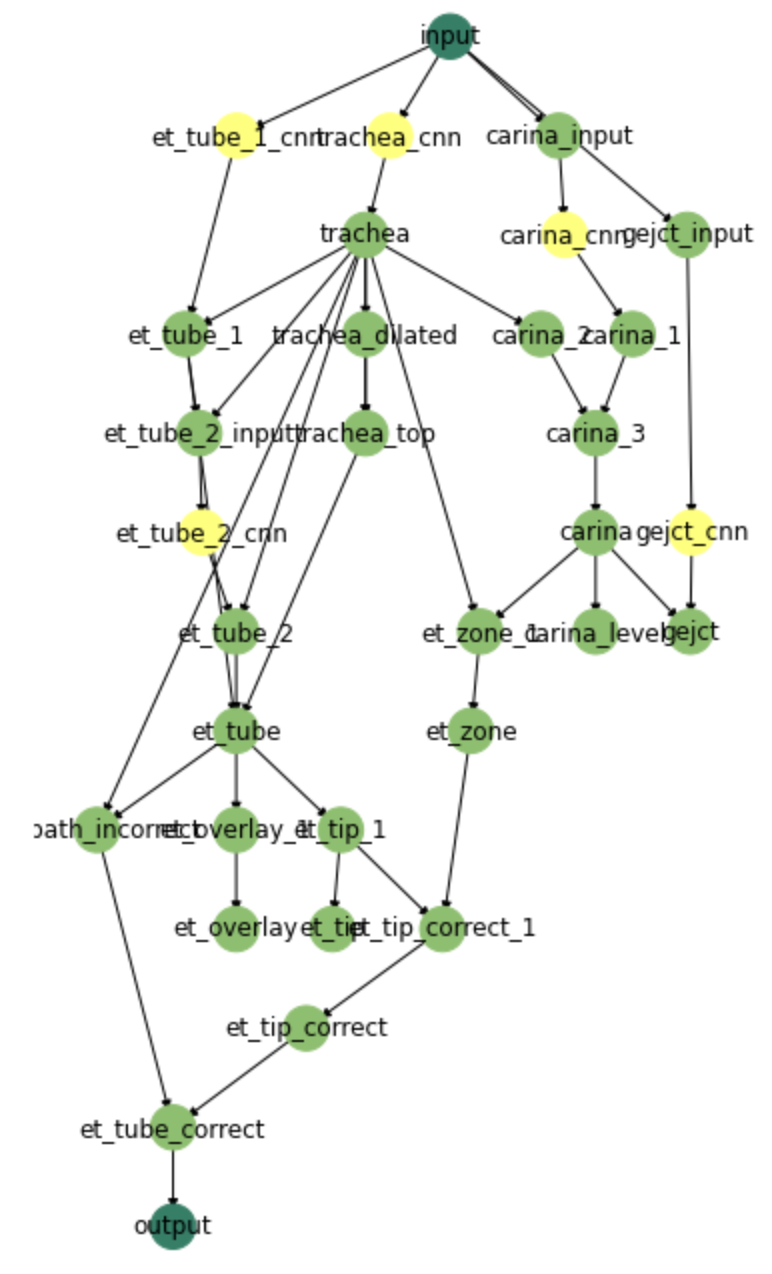 input
et_tube_1_cnn
trachea_cnn
carina_input
carina_cnn
gejct_input
trachea
et_tube_1
trachea_dilated
carina_2
carina_1
et_tube_2_input
trachea_top
carina_3
et_tube_2_cnn
carina
gejct_cnn
et_tube_2
et_zone_1
carina_level
gejct
et_tube
et_zone
path_incorrect
et_overlay_1
et_tip_1
et_overlay
et_tip
et_tip_correct_1
et_tip_correct
et_tube_correct
output